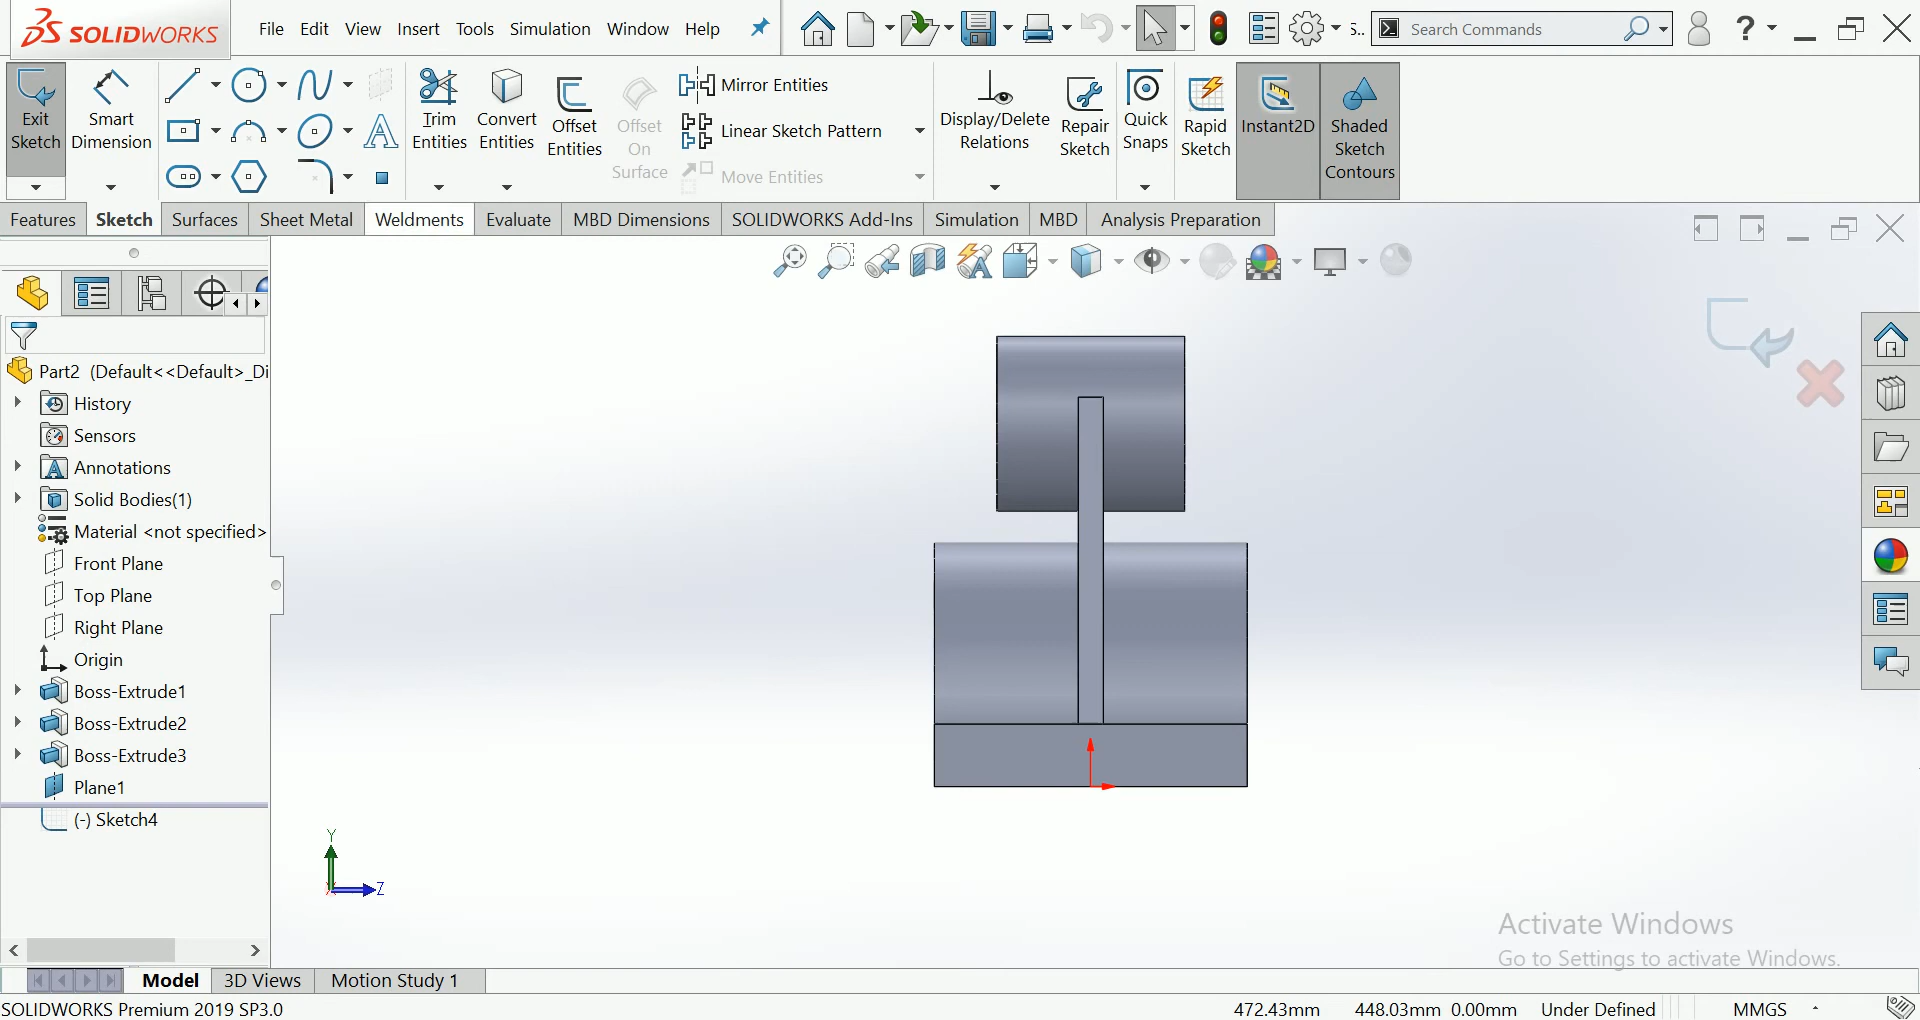 SOLIDWORKS
File Edit View Insert Tools Simulation Window Help
S.. Search Commands ?
Exit Sketch
Smart Dimension
Trim Entities
Convert Entities
Offset Entities
Offset On Surface
Mirror Entities
Linear Sketch Pattern
Move Entities
Display/Delete Relations
Repair Sketch
Quick Snaps
Rapid Sketch
Instant2D
Shaded Sketch Contours
Features Sketch Surfaces Sheet Metal Weldments Evaluate MBD Dimensions SOLIDWORKS Add-Ins Simulation MBD Analysis Preparation
Part2 (Default<<Default>_Di
History
Sensors
Annotations
Solid Bodies(1)
Material <not specified>
Front Plane
Top Plane
Right Plane
Origin
Boss-Extrude1
Boss-Extrude2
Boss-Extrude3
Plane1
(-) Sketch4
Y
Z
Activate Windows
Go to Settings to activate Windows.
Model 3D Views Motion Study 1
SOLIDWORKS Premium 2019 SP3.0
472.43mm 448.03mm 0.00mm Under Defined MMGS